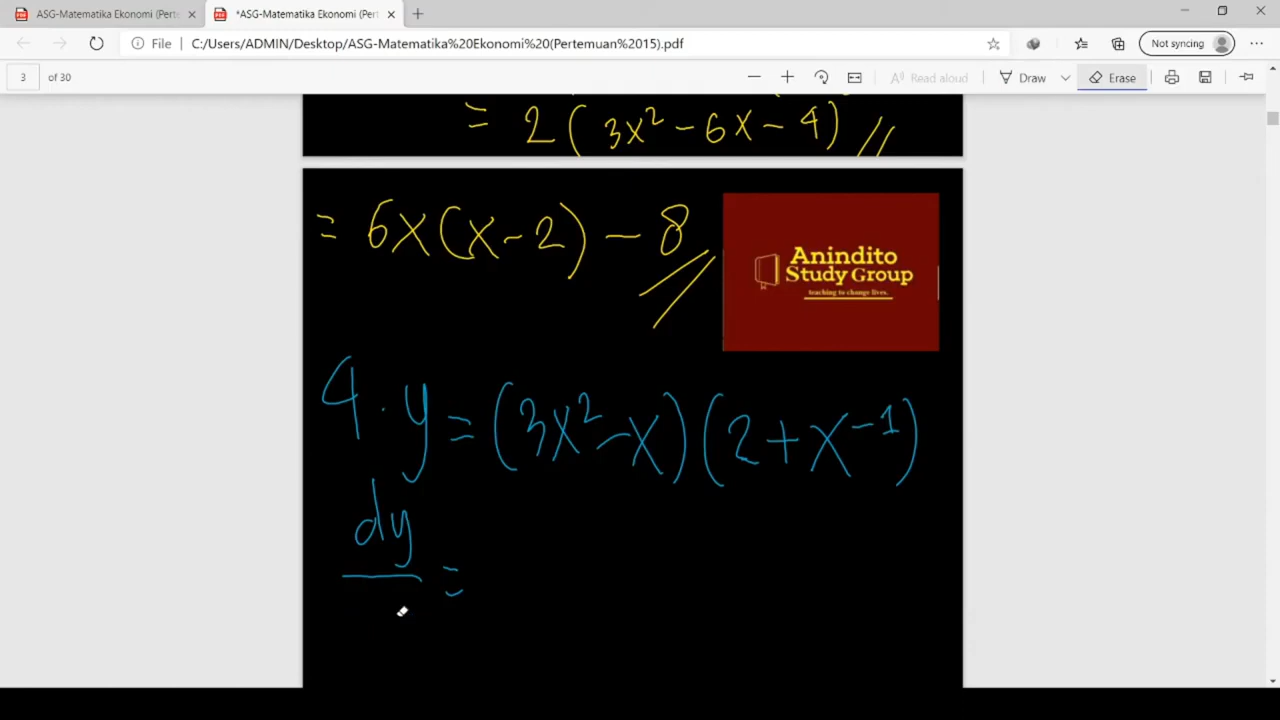 ASG-Matematika Ekonomi (Perte
*ASG-Matematika Ekonomi (Pert
File
C:/Users/ADMIN/Desktop/ASG-Matematika%20Ekonomi%20(Pertemuan%2015).pdf
Not syncing
3 of 30
Read aloud
Draw
Erase
= 2(3x² - 6x - 4) //
= 6x(x - 2) - 8 //
Anindito
Study Group
teaching to change lives.
4. y = (3x² - x)(2 + x⁻¹)
dy =